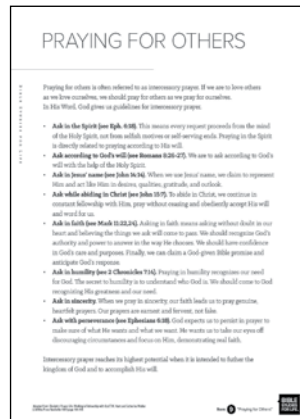 PRAYING FOR OTHERS
Praying for others is often referred to as intercessory prayer. If we are to love others
as we love ourselves, we should pray for others as we pray for ourselves.
In His Word, God gives us guidelines for intercessory prayer.
• Ask in the Spirit (see Eph. 6:18). This means every request proceeds from the mind
of the Holy Spirit, not from selfish motives or self-serving ends. Praying in the Spirit
is directly related to praying according to His will.
• Ask according to God's will (see Romans 8:26-27). We are to ask according to God's
will with the help of the Holy Spirit.
• Ask in Jesus' name (see John 14:14). When we use Jesus' name, we claim to represent
Him and act like Him in desires, qualities, gratitude, and outlook.
• Ask while abiding in Christ (see John 15:7). To abide in Christ, we continue in
constant fellowship with Him, pray without ceasing and obediently accept His will
and word for us.
• Ask in faith (see Mark 11:22,24). Asking in faith means asking without doubt in our
heart and believing the things we ask will come to pass. We should recognize God's
authority and power to answer in the way He chooses. We should have confidence
in God's care and purposes. Finally, we can claim a God-given Bible promise and
anticipate God's response.
• Ask in humility (see 2 Chronicles 7:14). Praying in humility recognizes our need
for God. The secret to humility is to understand who God is. We should come to God
recognizing His greatness and our need.
• Ask in sincerity. When we pray in sincerity, our faith leads us to pray genuine,
heartfelt prayers. Our prayers are earnest and fervent, not fake.
• Ask with perseverance (see Ephesians 6:18). God expects us to persist in prayer to
make sure of what He wants and what we want. He wants us to take our eyes off
discouraging circumstances and focus on Him, demonstrating real faith.
Intercessory prayer reaches its highest potential when it is intended to further the
kingdom of God and to accomplish His will.
9 "Praying for Others"
BIBLE
STUDIES
FOR LIFE